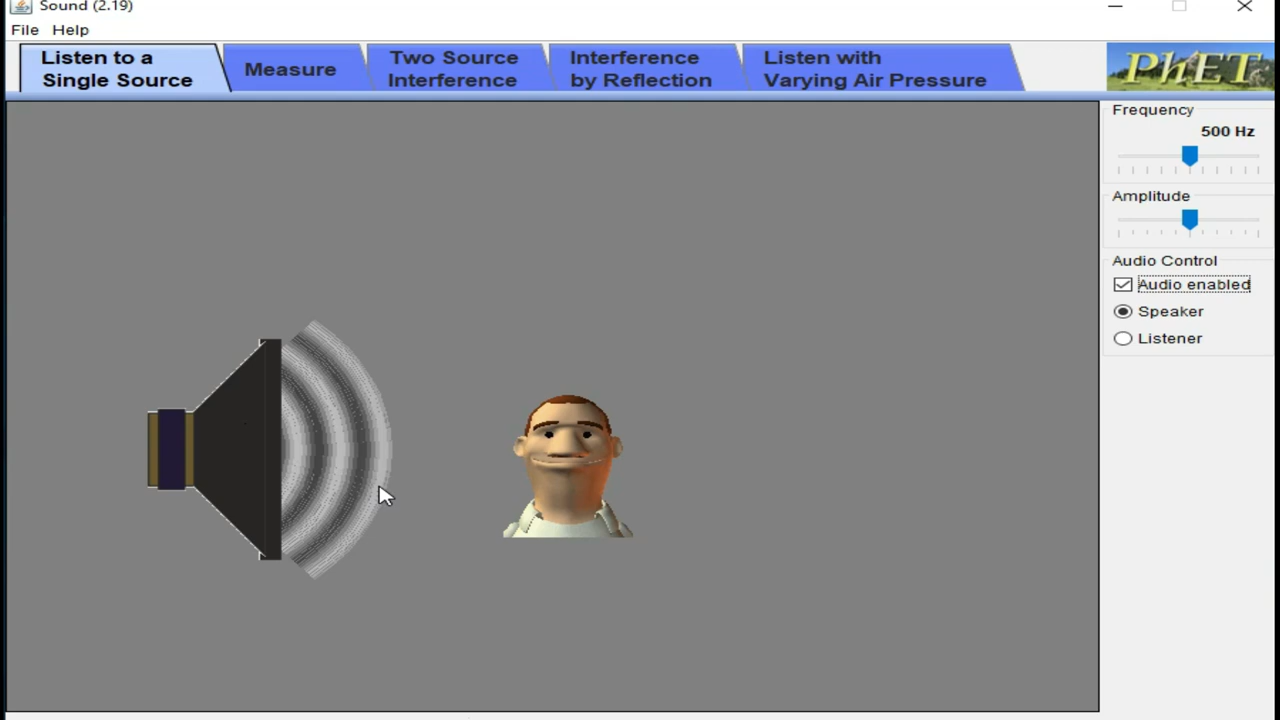 Sound (2.19)
File Help
Listen to a
Single Source
Measure
Two Source
Interference
Interference
by Reflection
Listen with
Varying Air Pressure
PhET
Frequency
500 Hz
Amplitude
Audio Control
Audio enabled
Speaker
Listener